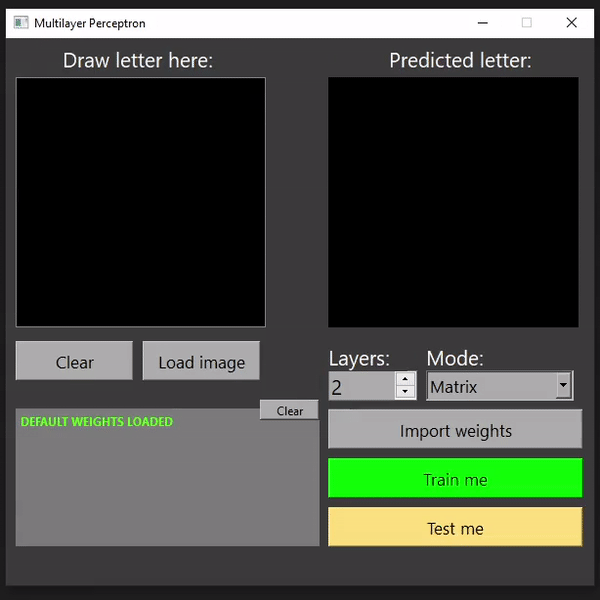 Multilayer Perceptron
Draw letter here:
Predicted letter:
Clear
Load image
Layers:
Mode:
2
Matrix
Clear
DEFAULT WEIGHTS LOADED
Import weights
Train me
Test me